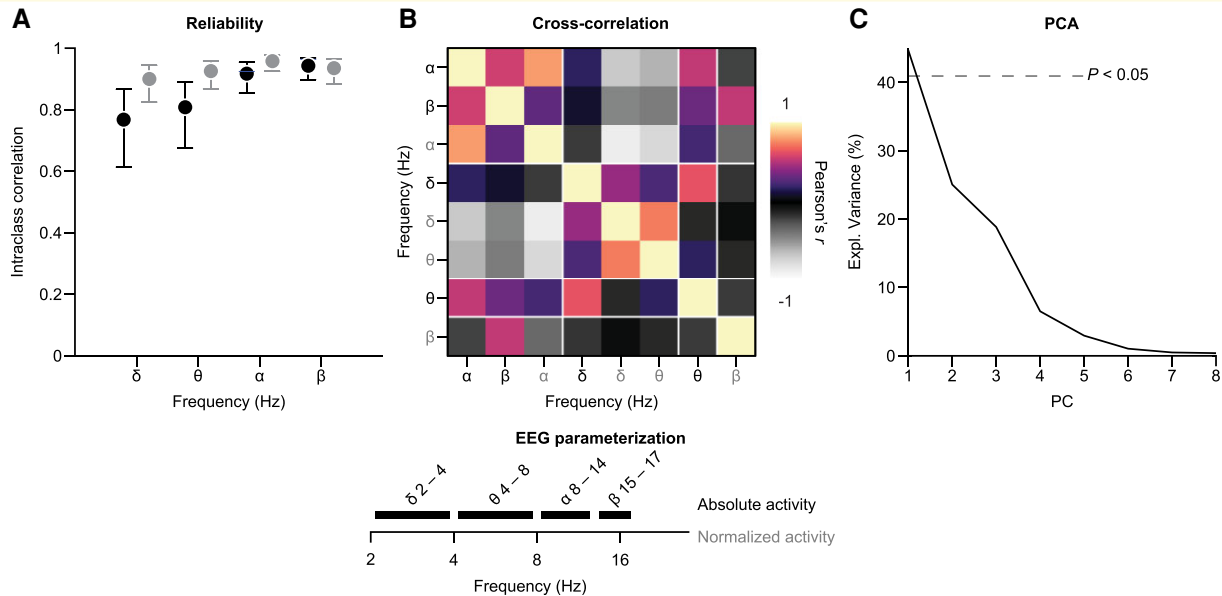 A
Reliability
1
0.8
0.6
0.4
0.2
0
Intraclass correlation
δ θ α β
Frequency (Hz)
B
Cross-correlation
α
β
α
δ
δ
θ
θ
β
Frequency (Hz)
α β α δ δ θ θ β
Frequency (Hz)
1
-1
Pearson's r
C
PCA
40
30
20
10
0
Expl. Variance (%)
P < 0.05
1 2 3 4 5 6 7 8
PC
EEG parameterization
δ 2 – 4
θ 4 – 8
α 8 – 14
β 15 – 17
Absolute activity
Normalized activity
2 4 8 16
Frequency (Hz)